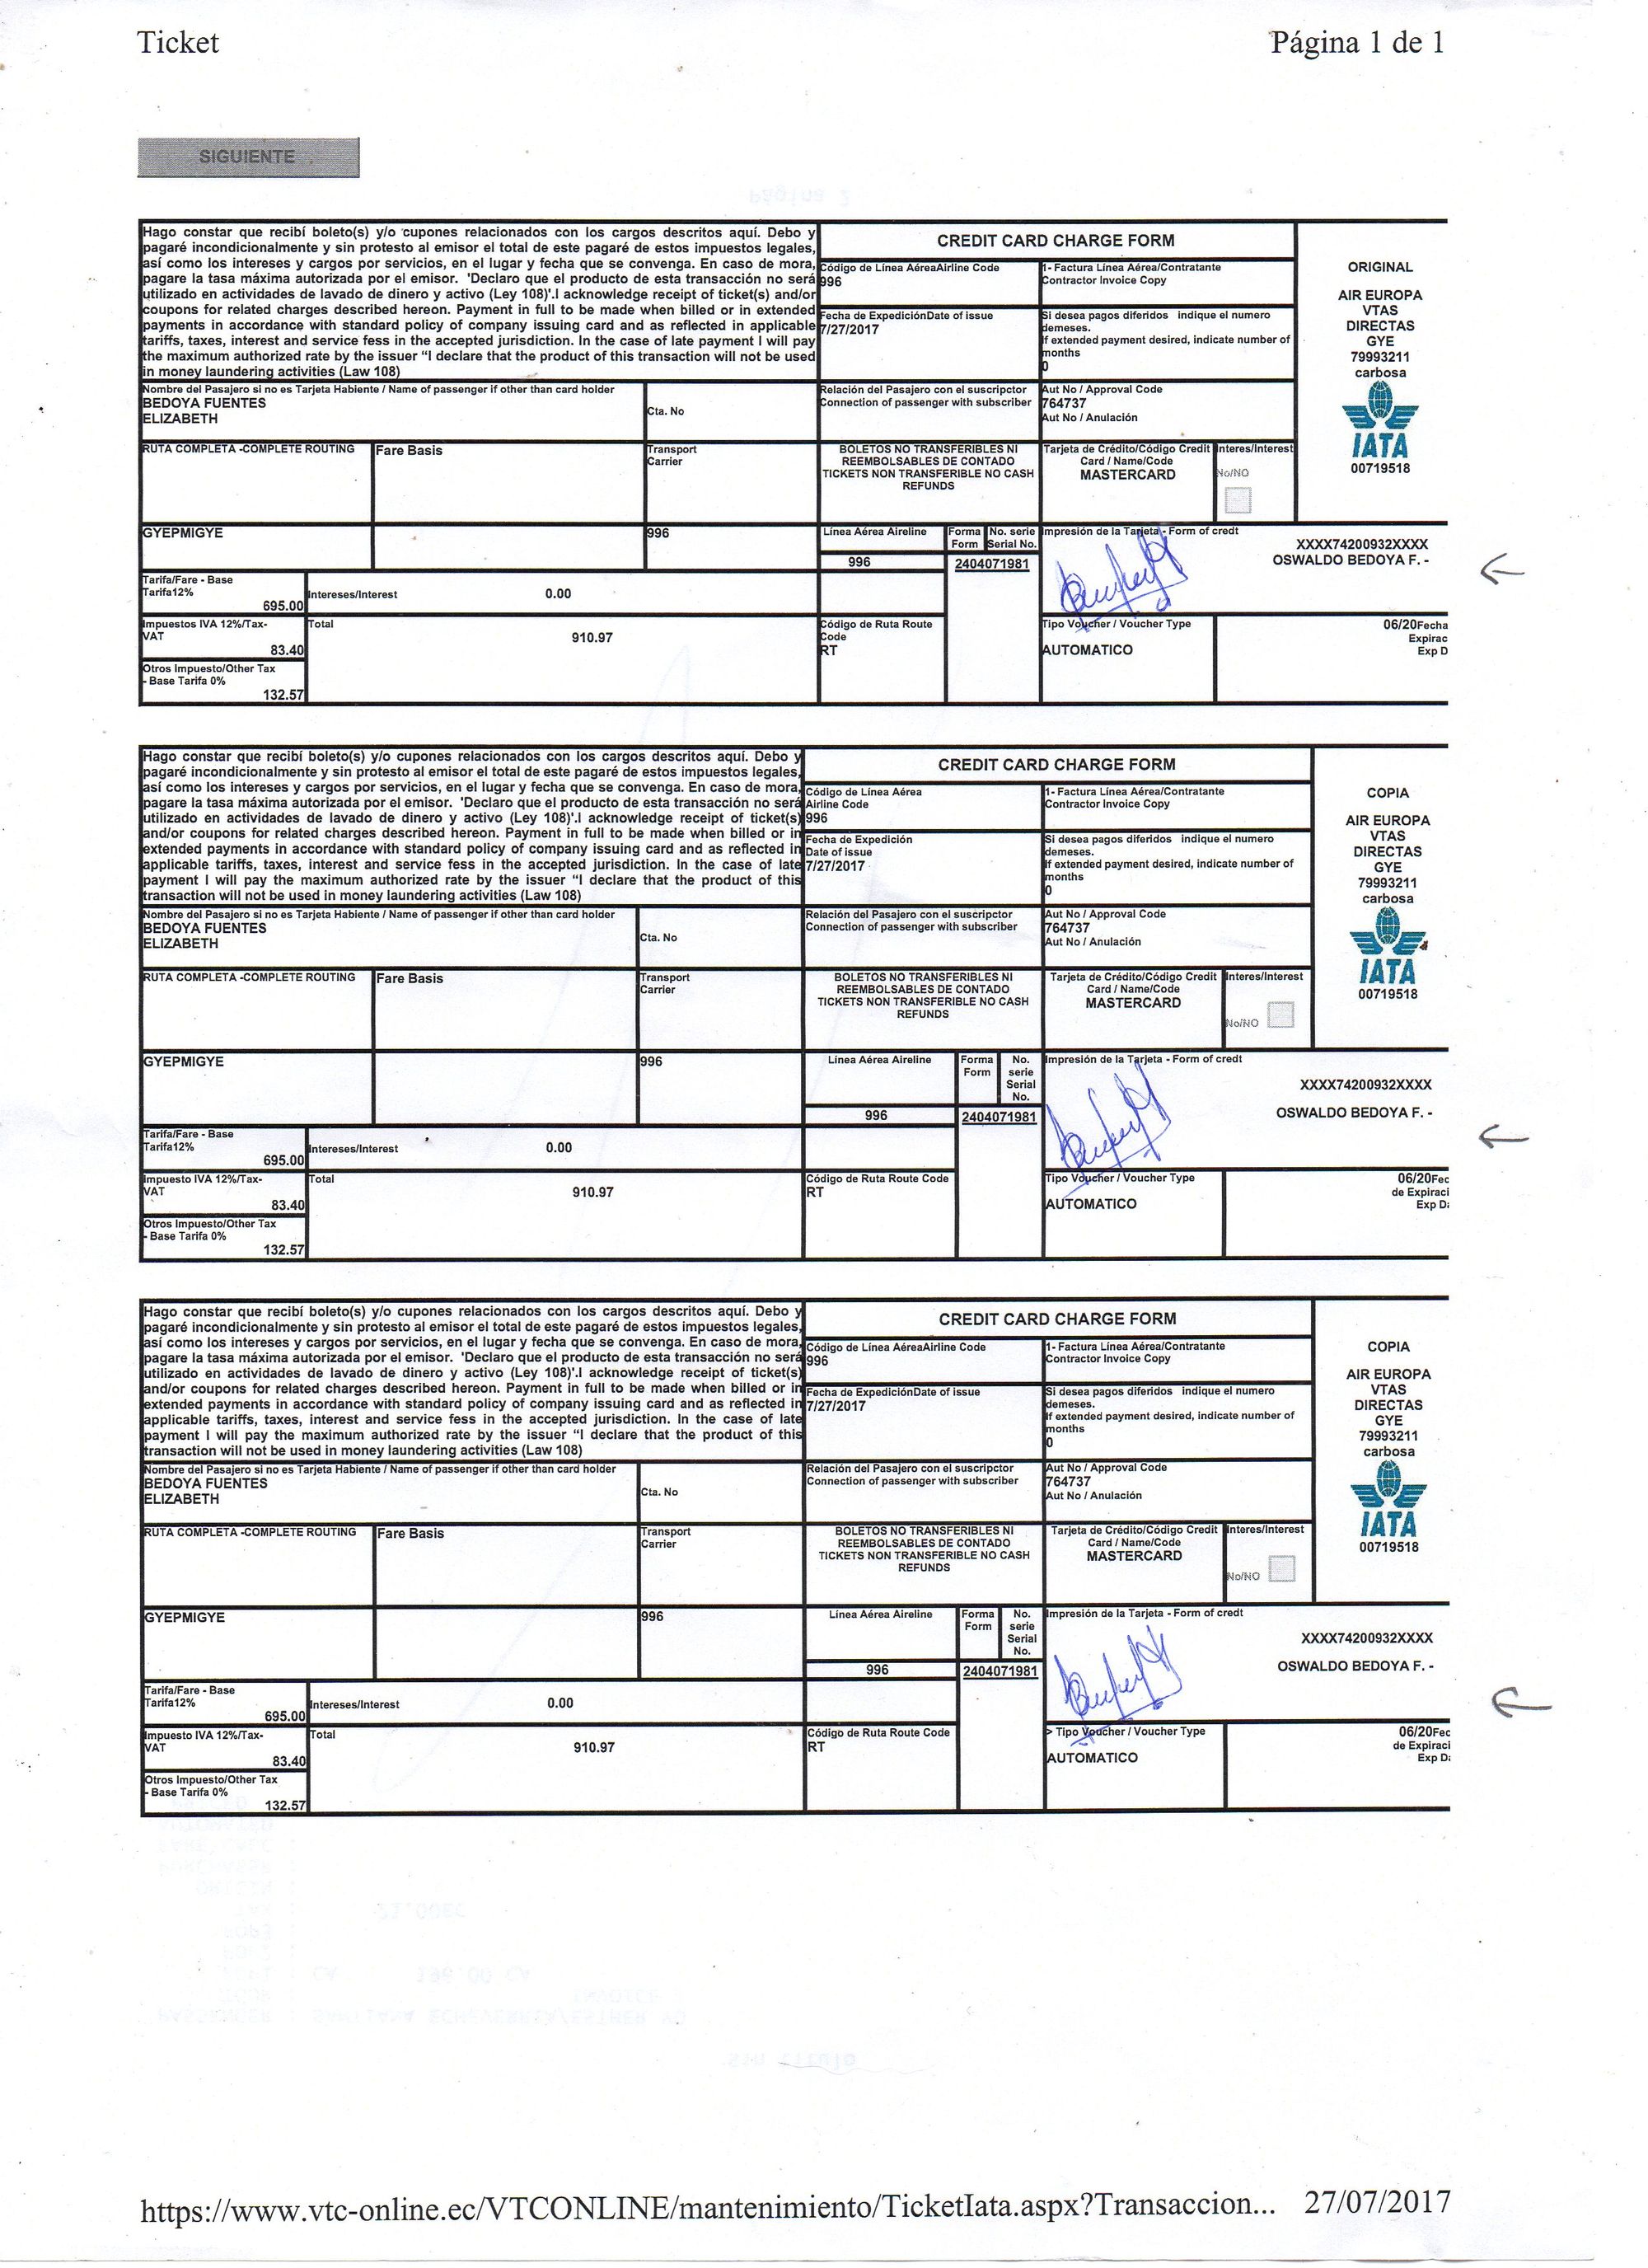 Ticket
Página 1 de 1
SIGUIENTE
Hago constar que recibí boleto(s) y/o cupones relacionados con los cargos descritos aquí. Debo y
pagaré incondicionalmente y sin protesto al emisor el total de este pagaré de estos impuestos legales,
así como los intereses y cargos por servicios, en el lugar y fecha que se convenga. En caso de mora,
pagare la tasa máxima autorizada por el emisor. 'Declaro que el producto de esta transacción no será
utilizado en actividades de lavado de dinero y activo (Ley 108)'.I acknowledge receipt of ticket(s) and/or
coupons for related charges described hereon. Payment in full to be made when billed or in extended
payments in accordance with standard policy of company issuing card and as reflected in applicable
tariffs, taxes, interest and service fess in the accepted jurisdiction. In the case of late payment I will pay
the maximum authorized rate by the issuer “I declare that the product of this transaction will not be used
in money laundering activities (Law 108)
CREDIT CARD CHARGE FORM
Código de Línea AéreaAirline Code
996
1- Factura Línea Aérea/Contratante
Contractor Invoice Copy
Fecha de ExpediciónDate of issue
7/27/2017
Si desea pagos diferidos indique el numero
demeses.
If extended payment desired, indicate number of
months
0
ORIGINAL
AIR EUROPA
VTAS
DIRECTAS
GYE
79993211
carbosa
IATA
00719518
Nombre del Pasajero si no es Tarjeta Habiente / Name of passenger if other than card holder
BEDOYA FUENTES
ELIZABETH
Cta. No
Relación del Pasajero con el suscripctor
Connection of passenger with subscriber
Aut No / Approval Code
764737
Aut No / Anulación
RUTA COMPLETA -COMPLETE ROUTING
Fare Basis
Transport
Carrier
BOLETOS NO TRANSFERIBLES NI
REEMBOLSABLES DE CONTADO
TICKETS NON TRANSFERIBLE NO CASH
REFUNDS
Tarjeta de Crédito/Código Credit
Card / Name/Code
MASTERCARD
Interes/Interest
No/NO
GYEPMIGYE
996
Línea Aérea Aireline
996
Forma
Form
No. serie
Serial No.
2404071981
Impresión de la Tarjeta - Form of credt
XXXX74200932XXXX
OSWALDO BEDOYA F. -
Tarifa/Fare - Base
Tarifa12%
695.00
Intereses/Interest
0.00
Impuestos IVA 12%/Tax-
VAT
83.40
Total
910.97
Código de Ruta Route
Code
RT
Tipo Voucher / Voucher Type
AUTOMATICO
06/20Fecha
Expirac
Exp D
Otros Impuesto/Other Tax
- Base Tarifa 0%
132.57
Hago constar que recibí boleto(s) y/o cupones relacionados con los cargos descritos aquí. Debo y
pagaré incondicionalmente y sin protesto al emisor el total de este pagaré de estos impuestos legales,
así como los intereses y cargos por servicios, en el lugar y fecha que se convenga. En caso de mora,
pagare la tasa máxima autorizada por el emisor. 'Declaro que el producto de esta transacción no será
utilizado en actividades de lavado de dinero y activo (Ley 108)'.I acknowledge receipt of ticket(s)
and/or coupons for related charges described hereon. Payment in full to be made when billed or in
extended payments in accordance with standard policy of company issuing card and as reflected in
applicable tariffs, taxes, interest and service fess in the accepted jurisdiction. In the case of late
payment I will pay the maximum authorized rate by the issuer “I declare that the product of this
transaction will not be used in money laundering activities (Law 108)
CREDIT CARD CHARGE FORM
Código de Línea Aérea
Airline Code
996
1- Factura Línea Aérea/Contratante
Contractor Invoice Copy
Fecha de Expedición
Date of issue
7/27/2017
Si desea pagos diferidos indique el numero
demeses.
If extended payment desired, indicate number of
months
0
COPIA
AIR EUROPA
VTAS
DIRECTAS
GYE
79993211
carbosa
IATA
00719518
Nombre del Pasajero si no es Tarjeta Habiente / Name of passenger if other than card holder
BEDOYA FUENTES
ELIZABETH
Cta. No
Relación del Pasajero con el suscripctor
Connection of passenger with subscriber
Aut No / Approval Code
764737
Aut No / Anulación
RUTA COMPLETA -COMPLETE ROUTING
Fare Basis
Transport
Carrier
BOLETOS NO TRANSFERIBLES NI
REEMBOLSABLES DE CONTADO
TICKETS NON TRANSFERIBLE NO CASH
REFUNDS
Tarjeta de Crédito/Código Credit
Card / Name/Code
MASTERCARD
Interes/Interest
No/NO
GYEPMIGYE
996
Línea Aérea Aireline
996
Forma
Form
No.
serie
Serial
No.
2404071981
Impresión de la Tarjeta - Form of credt
XXXX74200932XXXX
OSWALDO BEDOYA F. -
Tarifa/Fare - Base
Tarifa12%
695.00
Intereses/Interest
0.00
Impuesto IVA 12%/Tax-
VAT
83.40
Total
910.97
Código de Ruta Route Code
RT
Tipo Voucher / Voucher Type
AUTOMATICO
06/20Fec
de Expiraci
Exp Da
Otros Impuesto/Other Tax
- Base Tarifa 0%
132.57
Hago constar que recibí boleto(s) y/o cupones relacionados con los cargos descritos aquí. Debo y
pagaré incondicionalmente y sin protesto al emisor el total de este pagaré de estos impuestos legales,
así como los intereses y cargos por servicios, en el lugar y fecha que se convenga. En caso de mora,
pagare la tasa máxima autorizada por el emisor. 'Declaro que el producto de esta transacción no será
utilizado en actividades de lavado de dinero y activo (Ley 108)'.I acknowledge receipt of ticket(s)
and/or coupons for related charges described hereon. Payment in full to be made when billed or in
extended payments in accordance with standard policy of company issuing card and as reflected in
applicable tariffs, taxes, interest and service fess in the accepted jurisdiction. In the case of late
payment I will pay the maximum authorized rate by the issuer “I declare that the product of this
transaction will not be used in money laundering activities (Law 108)
CREDIT CARD CHARGE FORM
Código de Línea AéreaAirline Code
996
1- Factura Línea Aérea/Contratante
Contractor Invoice Copy
Fecha de ExpediciónDate of issue
7/27/2017
Si desea pagos diferidos indique el numero
demeses.
If extended payment desired, indicate number of
months
0
COPIA
AIR EUROPA
VTAS
DIRECTAS
GYE
79993211
carbosa
IATA
00719518
Nombre del Pasajero si no es Tarjeta Habiente / Name of passenger if other than card holder
BEDOYA FUENTES
ELIZABETH
Cta. No
Relación del Pasajero con el suscripctor
Connection of passenger with subscriber
Aut No / Approval Code
764737
Aut No / Anulación
RUTA COMPLETA -COMPLETE ROUTING
Fare Basis
Transport
Carrier
BOLETOS NO TRANSFERIBLES NI
REEMBOLSABLES DE CONTADO
TICKETS NON TRANSFERIBLE NO CASH
REFUNDS
Tarjeta de Crédito/Código Credit
Card / Name/Code
MASTERCARD
Interes/Interest
No/NO
GYEPMIGYE
996
Línea Aérea Aireline
996
Forma
Form
No.
serie
Serial
No.
2404071981
Impresión de la Tarjeta - Form of credt
XXXX74200932XXXX
OSWALDO BEDOYA F. -
Tarifa/Fare - Base
Tarifa12%
695.00
Intereses/Interest
0.00
Impuesto IVA 12%/Tax-
VAT
83.40
Total
910.97
Código de Ruta Route Code
RT
> Tipo Voucher / Voucher Type
AUTOMATICO
06/20Fec
de Expiraci
Exp Da
Otros Impuesto/Other Tax
- Base Tarifa 0%
132.57
https://www.vtc-online.ec/VTCONLINE/mantenimiento/TicketIata.aspx?Transaccion... 27/07/2017